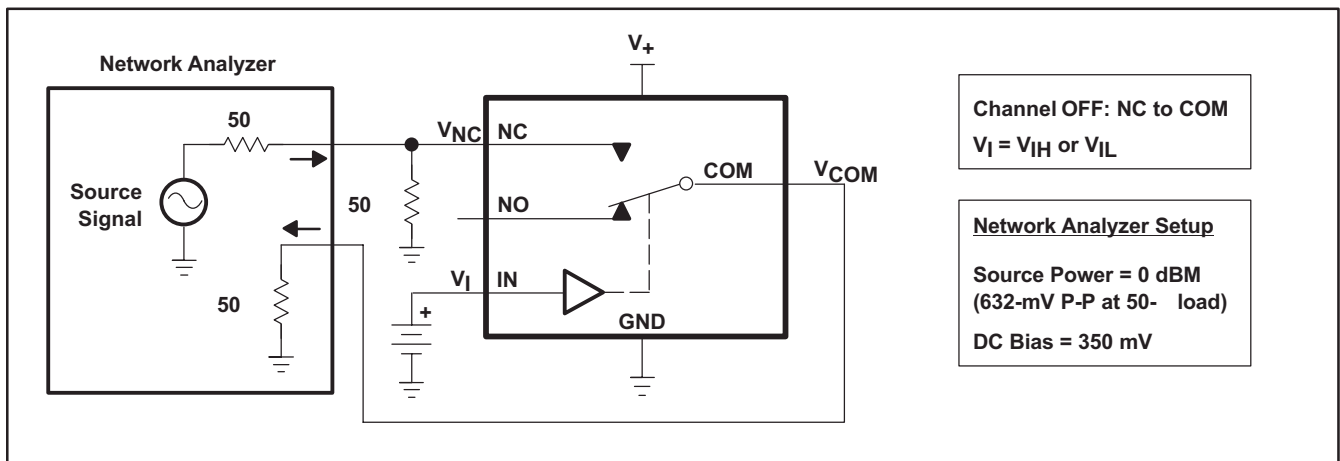 V+
Network Analyzer
50
VNC NC
Source
Signal
50
COM
VCOM
NO
50
VI IN
+
GND
Channel OFF: NC to COM
VI = VIH or VIL
Network Analyzer Setup
Source Power = 0 dBM
(632-mV P-P at 50- load)
DC Bias = 350 mV